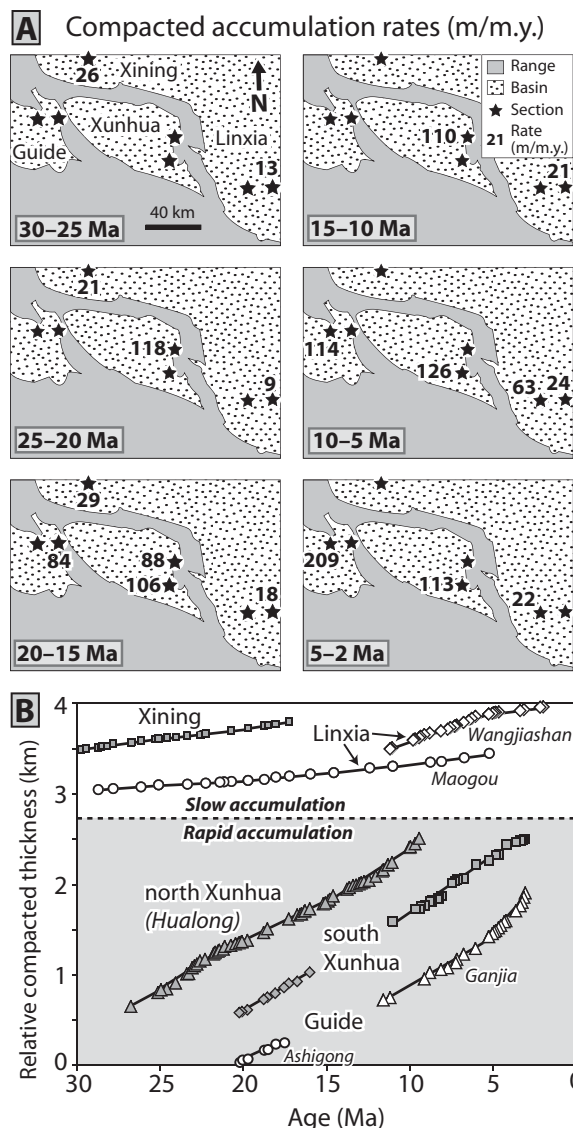 A Compacted accumulation rates (m/m.y.)
26
Xining
N
Xunhua
Linxia
Guide
13
30–25 Ma
40 km
Range
Basin
Section
21 Rate
(m/m.y.)
110
21
15–10 Ma
21
118
9
25–20 Ma
114
126
63
24
10–5 Ma
29
84
88
106
18
20–15 Ma
209
113
22
5–2 Ma
B
Relative compacted thickness (km)
4
3
2
1
0
Xining
Linxia
Wangjiashan
Maogou
Slow accumulation
Rapid accumulation
north Xunhua
(Hualong)
south
Xunhua
Guide
Ganjia
Ashigong
30
25
20
15
10
5
0
Age (Ma)